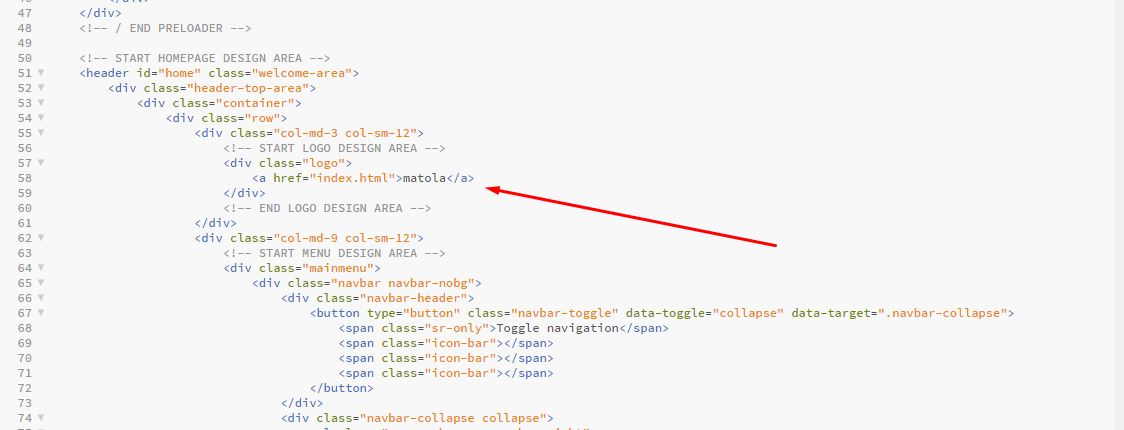 47 </div>
48 <!-- / END PRELOADER -->
49
50 <!-- START HOMEPAGE DESIGN AREA -->
51 <header id="home" class="welcome-area">
52 <div class="header-top-area">
53 <div class="container">
54 <div class="row">
55 <div class="col-md-3 col-sm-12">
56 <!-- START LOGO DESIGN AREA -->
57 <div class="logo">
58 <a href="index.html">matola</a>
59 </div>
60 <!-- END LOGO DESIGN AREA -->
61 </div>
62 <div class="col-md-9 col-sm-12">
63 <!-- START MENU DESIGN AREA -->
64 <div class="mainmenu">
65 <div class="navbar navbar-nobg">
66 <div class="navbar-header">
67 <button type="button" class="navbar-toggle" data-toggle="collapse" data-target=".navbar-collapse">
68 <span class="sr-only">Toggle navigation</span>
69 <span class="icon-bar"></span>
70 <span class="icon-bar"></span>
71 <span class="icon-bar"></span>
72 </button>
73 </div>
74 <div class="navbar-collapse collapse">